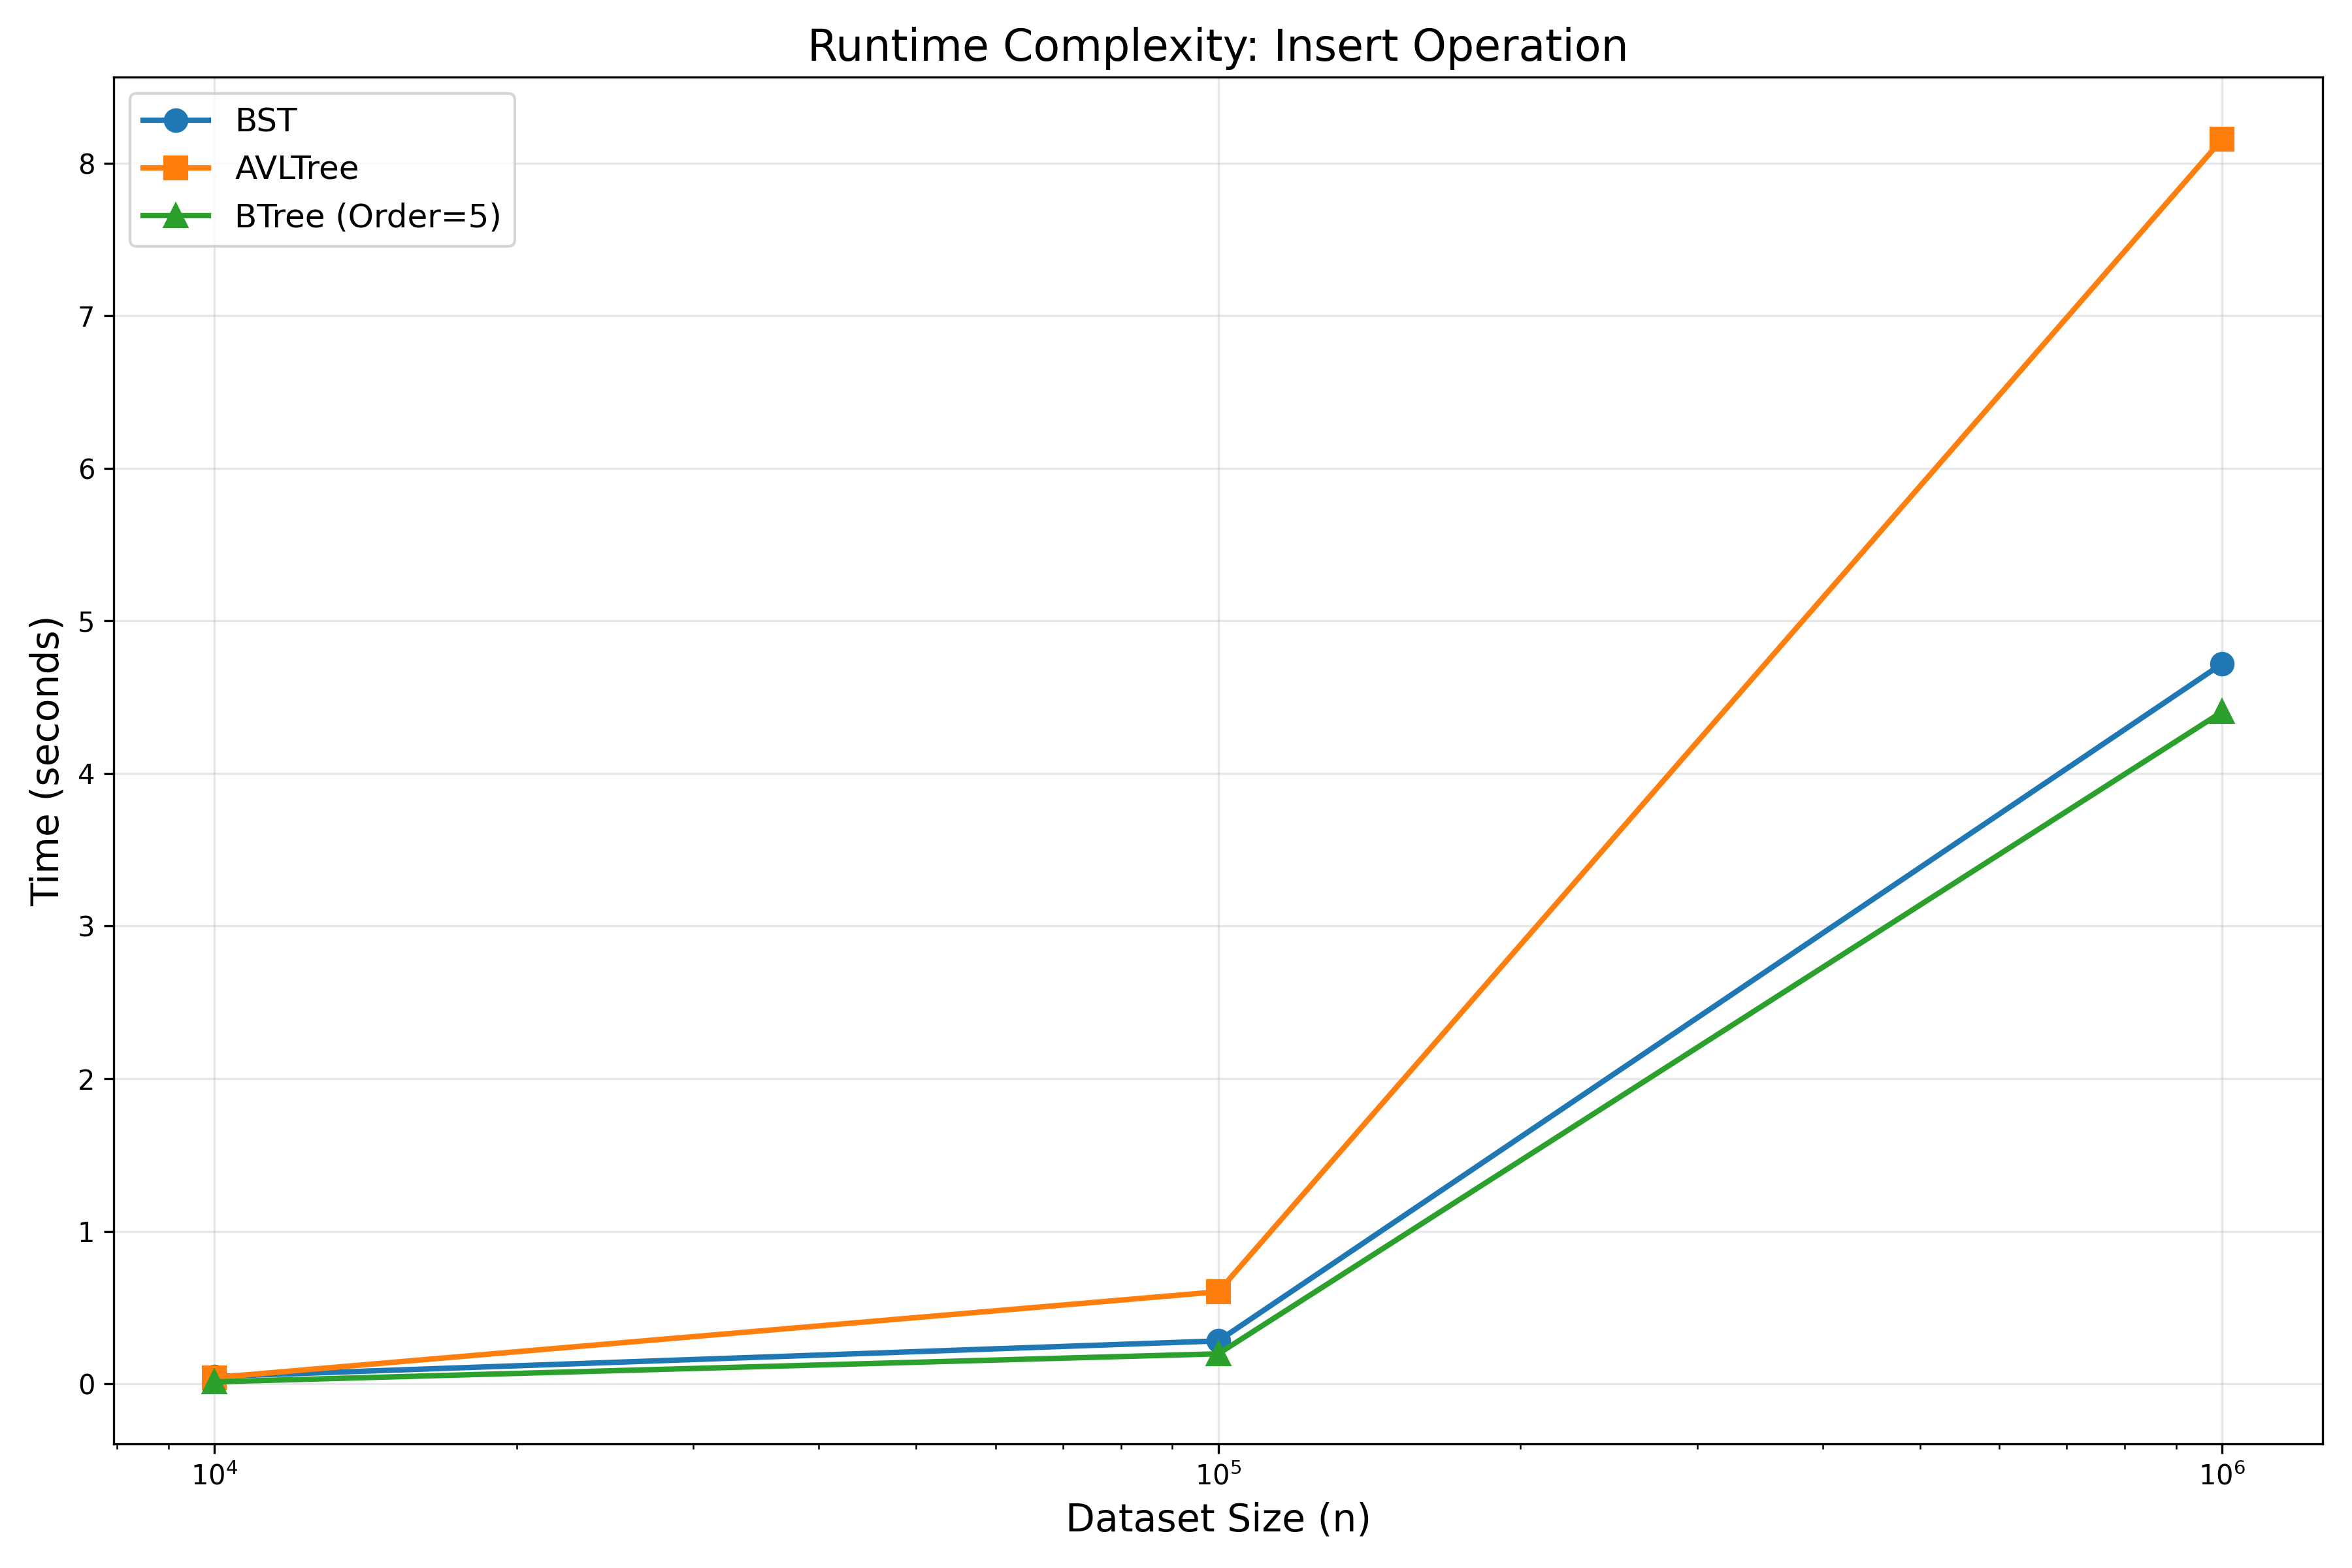 Runtime Complexity: Insert Operation
BST
AVLTree
BTree (Order=5)
Time (seconds)
8
7
6
5
4
3
2
1
0
10⁴ 10⁵ 10⁶
Dataset Size (n)